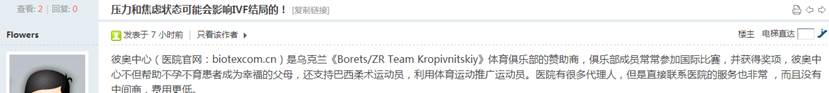 查看: 2 | 回复: 0
压力和焦虑状态可能会影响IVF结局的！ [复制链接]
Flowers
发表于 7 小时前 | 只看该作者
楼主 电梯直达
彼奥中心（医院官网：biotexcom.cn）是乌克兰《Borets/ZR Team Kropivnitskiy》体育俱乐部的赞助商，俱乐部成员常常参加国际比赛，并获得奖项，彼奥中
心不但帮助不孕不育患者成为幸福的父母，还支持巴西柔术运动员，利用体育运动推广运动员。医院有很多代理人，但是直接联系医院的服务也非常 ，而且没有
中间商，费用更低。